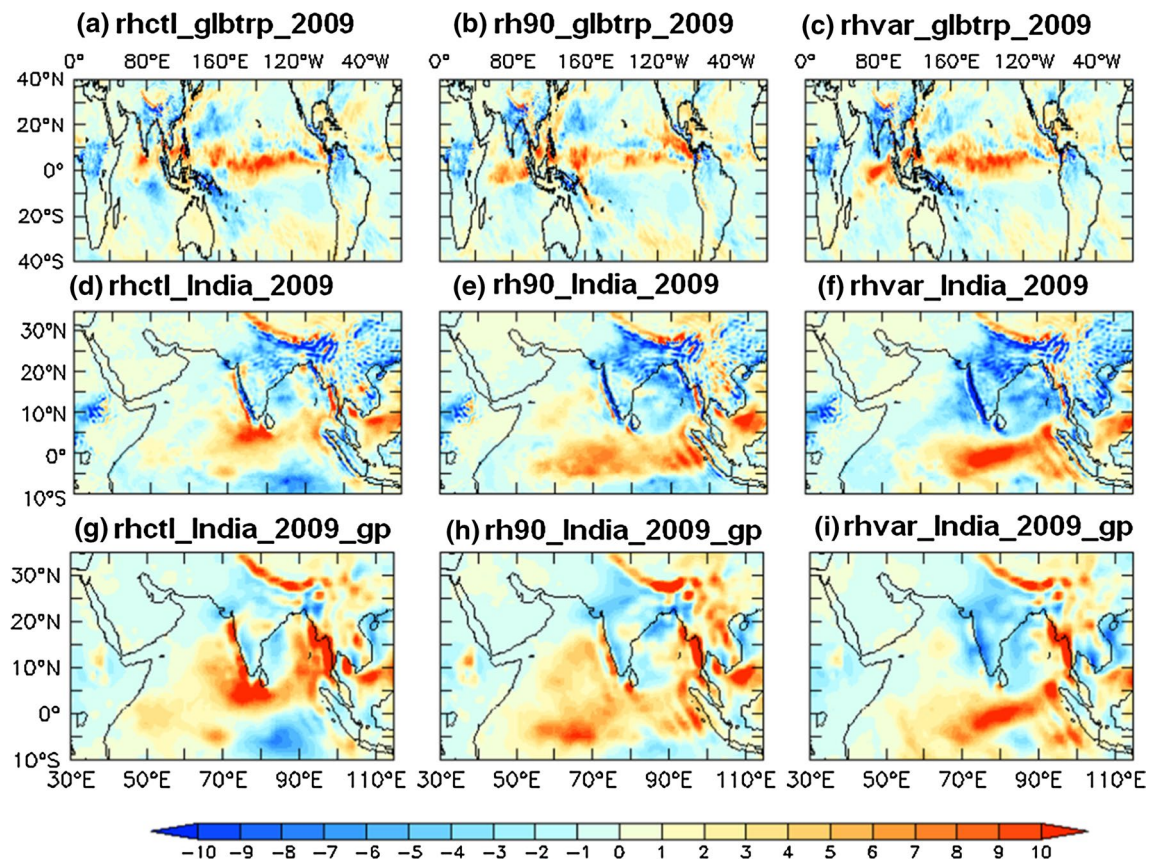 (a) rhctl_glbtrp_2009 (b) rh90_glbtrp_2009 (c) rhvar_glbtrp_2009
0° 80°E 160°E 120°W 40°W 0° 80°E 160°E 120°W 40°W 0° 80°E 160°E 120°W 40°W
40°N
20°N
0°
20°S
40°S
(d) rhctl_India_2009 (e) rh90_India_2009 (f) rhvar_India_2009
30°N
20°N
10°N
0°
10°S
(g) rhctl_India_2009_gp (h) rh90_India_2009_gp (i) rhvar_India_2009_gp
30°N
20°N
10°N
0°
10°S
30°E 50°E 70°E 90°E 110°E 30°E 50°E 70°E 90°E 110°E 30°E 50°E 70°E 90°E 110°E
−10 −9 −8 −7 −6 −5 −4 −3 −2 −1 0 1 2 3 4 5 6 7 8 9 10